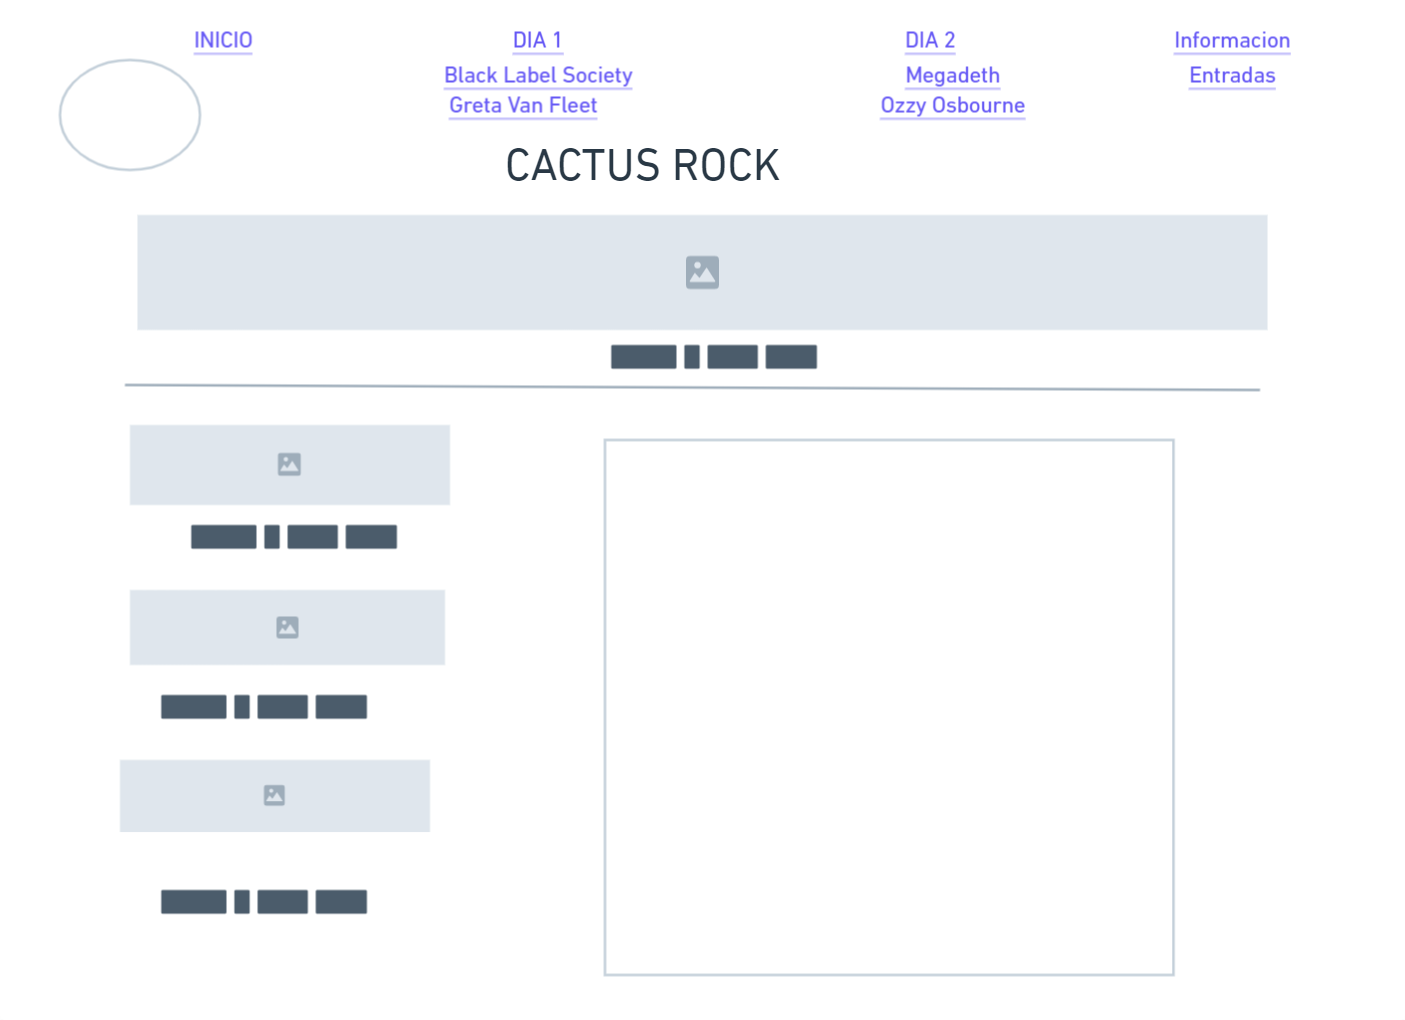 INICIO
DIA 1
DIA 2
Informacion
Black Label Society
Megadeth
Entradas
Greta Van Fleet
Ozzy Osbourne
CACTUS ROCK